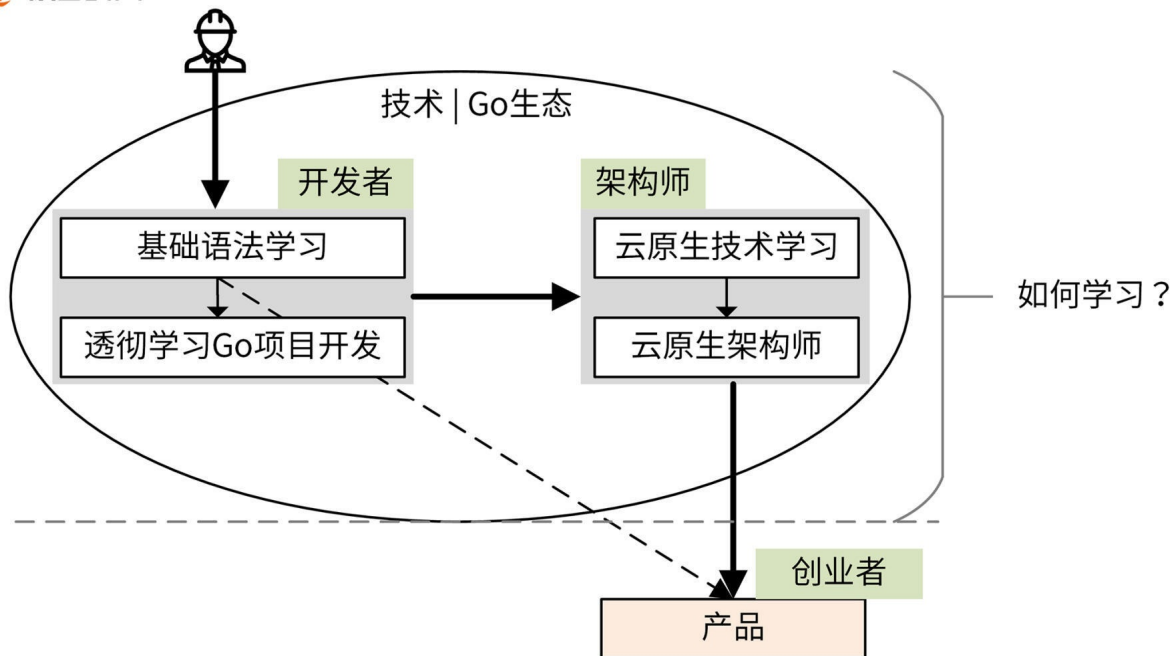 技术 | Go生态
开发者
架构师
基础语法学习
云原生技术学习
如何学习？
透彻学习Go项目开发
云原生架构师
创业者
产品